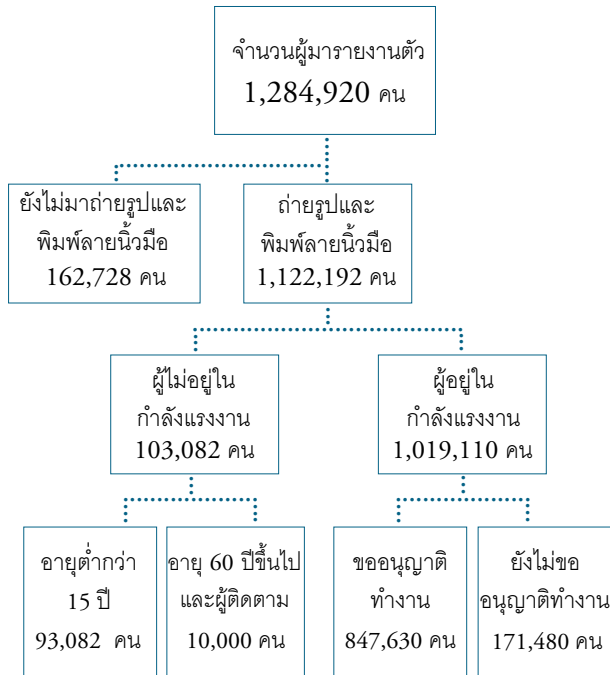 จำนวนผู้มารายงานตัว
1,284,920 คน
ยังไม่มาถ่ายรูปและ
พิมพ์ลายนิ้วมือ
162,728 คน
ถ่ายรูปและ
พิมพ์ลายนิ้วมือ
1,122,192 คน
ผู้ไม่อยู่ใน
กำลังแรงงาน
103,082 คน
ผู้อยู่ใน
กำลังแรงงาน
1,019,110 คน
อายุต่ำกว่า
15 ปี
93,082 คน
อายุ 60 ปีขึ้นไป
และผู้ติดตาม
10,000 คน
ขออนุญาติ
ทำงาน
847,630 คน
ยังไม่ขอ
อนุญาติทำงาน
171,480 คน